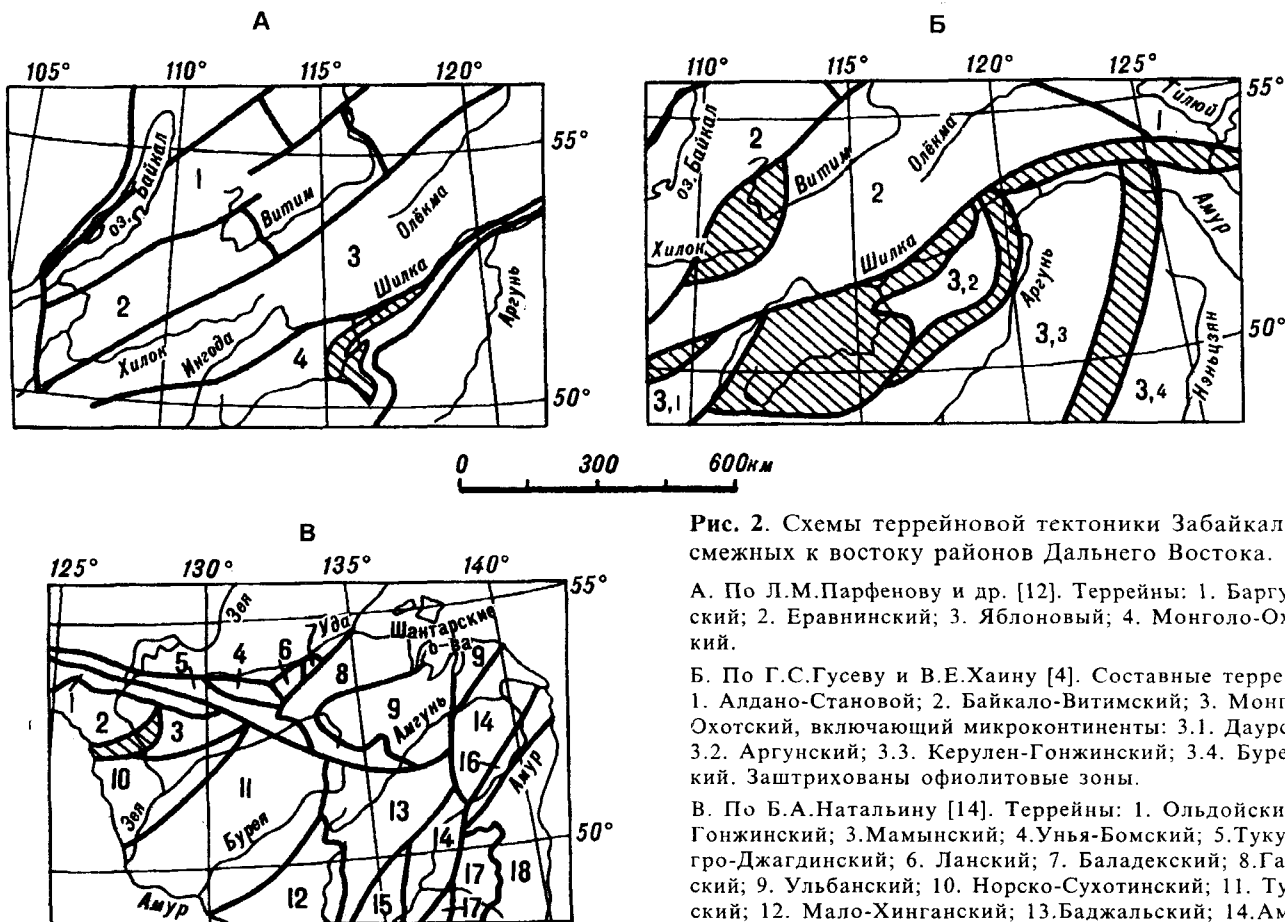 А
105° 110° 115° 120°
55°
50°
оз. Байкал
1
Витим
Олёкма
3
Шилка
Аргунь
2
Хилок
Ингода
4
Б
110° 115° 120° 125°
55°
50°
Гилюй
1
оз. Байкал
2
Витим
Олёкма
2
Амур
Хилок
Шилка
3,2
Аргунь
3,3
Нэньцзян
3,1
3,4
0 300 600км
В
125° 130° 135° 140°
55°
50°
Зея
Уда
Шантарские
о-ва
5 4 6 7 8 9
1 2 3 9 14
Амгунь
10 11 16
Амур
Зея
Бурея
13
14
Амур
12 15 17 18
17
Рис. 2. Схемы террейновой тектоники Забайкал
смежных к востоку районов Дальнего Востока.
А. По Л.М.Парфенову и др. [12]. Террейны: 1. Баргу
ский; 2. Еравнинский; 3. Яблоновый; 4. Монголо-Ох
кий.
Б. По Г.С.Гусеву и В.Е.Хаину [4]. Составные терре
1. Алдано-Становой; 2. Байкало-Витимский; 3. Монг
Охотский, включающий микроконтиненты: 3.1. Даурс
3.2. Аргунский; 3.3. Керулен-Гонжинский; 3.4. Буре
кий. Заштрихованы офиолитовые зоны.
В. По Б.А.Натальину [14]. Террейны: 1. Ольдойски
Гонжинский; 3.Мамынский; 4.Унья-Бомский; 5.Туку
гро-Джагдинский; 6. Ланский; 7. Баладекский; 8.Га
ский; 9. Ульбанский; 10. Норско-Сухотинский; 11. Ту
ский; 12. Мало-Хинганский; 13.Баджальский; 14.Ам